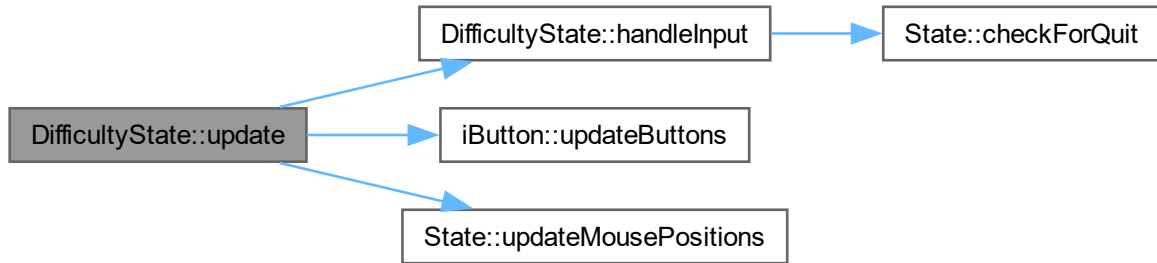 DifficultyState::handleInput
State::checkForQuit
DifficultyState::update
iButton::updateButtons
State::updateMousePositions